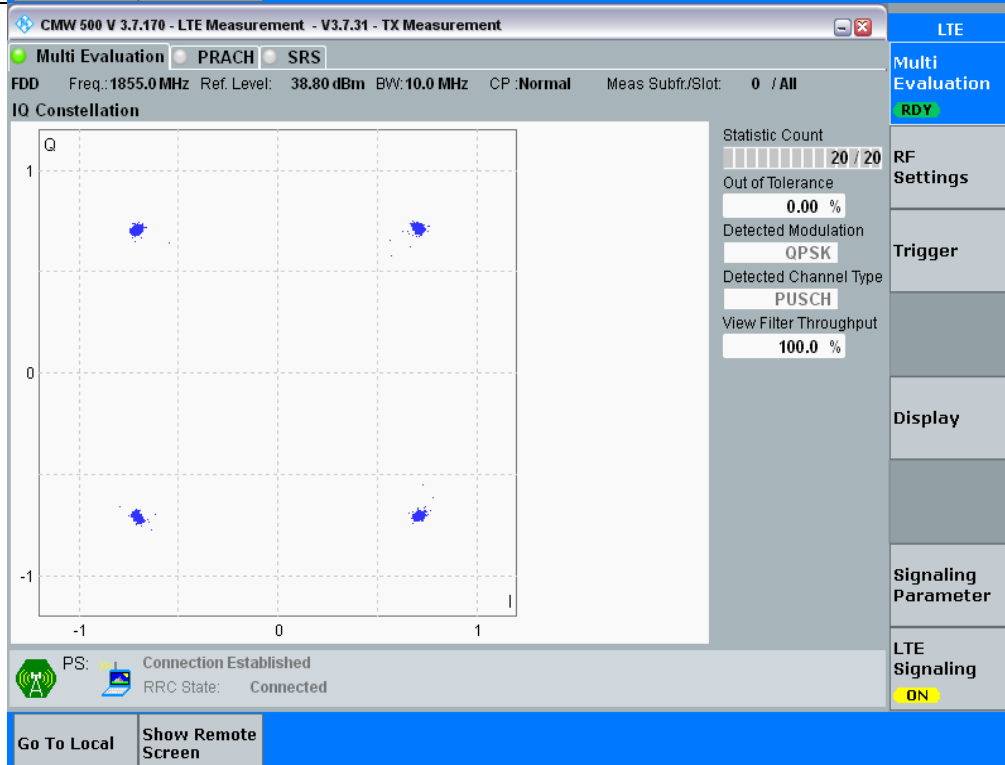 CMW 500 V 3.7.170 - LTE Measurement - V3.7.31 - TX Measurement
LTE
Multi Evaluation PRACH SRS
Multi
Evaluation
RDY
FDD Freq.:1855.0 MHz Ref. Level: 38.80 dBm BW:10.0 MHz CP :Normal Meas Subfr./Slot: 0 / All
IQ Constellation
Q
1
0
-1
I
-1 0 1
Statistic Count
20 / 20
Out of Tolerance
0.00 %
Detected Modulation
QPSK
Detected Channel Type
PUSCH
View Filter Throughput
100.0 %
RF
Settings
Trigger
Display
Signaling
Parameter
LTE
Signaling
ON
PS: Connection Established
RRC State: Connected
Go To Local
Show Remote
Screen